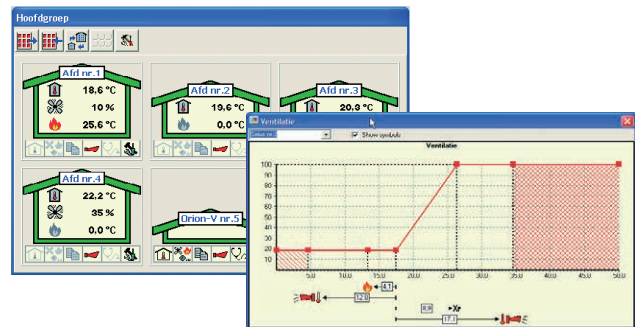 Hoofdgroep
Afd nr.1
18,6 °C
10 %
25,6 °C
Afd nr.2
19,6 °C
0,0 °C
Afd nr.3
20,3 °C
Afd nr.4
22,2 °C
35 %
0,0 °C
Orion-V nr.5
Ventilatie
Show symbols
Ventilatie
100
90
80
70
60
50
40
30
20
10
5,0 10,0 15,0 20,0 25,0 30,0 35,0 40,0 45,0 50,0
4,1
12,0
8,9 Xr
17,1